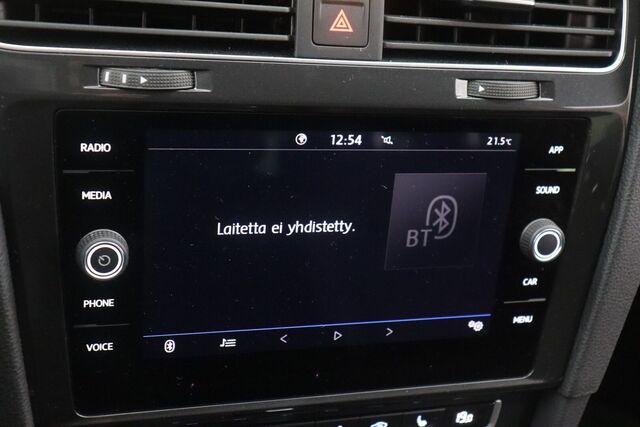 12:54
21.5°C
RADIO
MEDIA
PHONE
VOICE
Laitetta ei yhdistetty.
BT
APP
SOUND
CAR
MENU